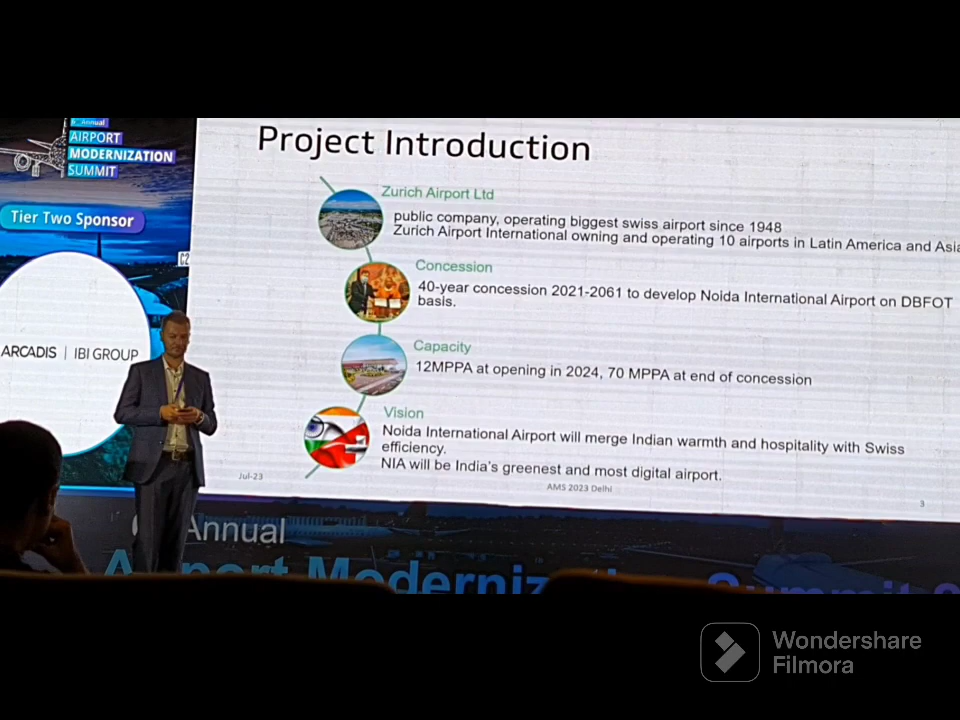 Annual
AIRPORT
MODERNIZATION
SUMMIT
Tier Two Sponsor
ARCADIS | IBI GROUP
Project Introduction
Zurich Airport Ltd
public company, operating biggest swiss airport since 1948
Zurich Airport International owning and operating 10 airports in Latin America and Asia
Concession
40-year concession 2021-2061 to develop Noida International Airport on DBFOT
basis.
Capacity
12MPPA at opening in 2024, 70 MPPA at end of concession
Vision
Noida International Airport will merge Indian warmth and hospitality with Swiss
efficiency.
NIA will be India's greenest and most digital airport.
Jul-23
AMS 2023 Delhi
3
Annual
Airport Modernization Summit
Wondershare
Filmora